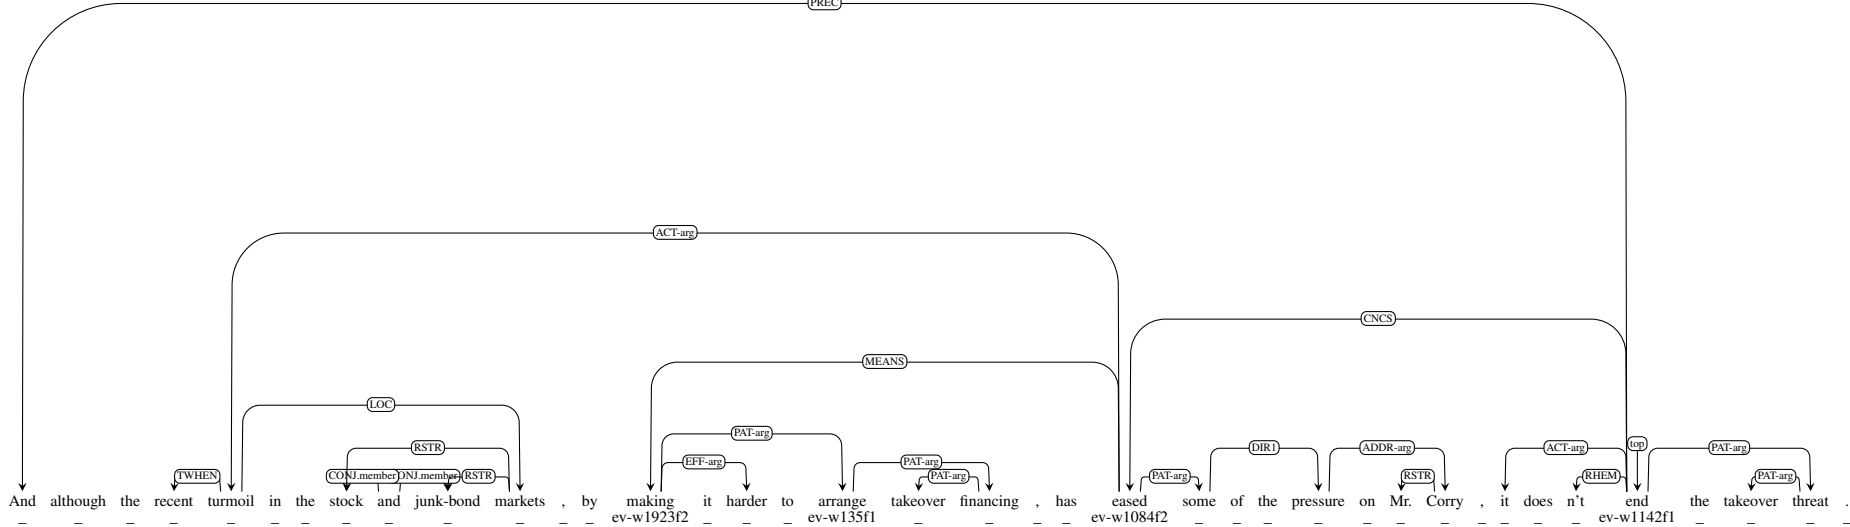 PREC
ACT-arg
CNCS
MEANS
LOC
PAT-arg
top
RSTR DIR1 ADDR-arg ACT-arg PAT-arg
EFF-arg PAT-arg
TWHEN CONJ.member ONJ.member RSTR PAT-arg PAT-arg RSTR RHEM PAT-arg
And although the recent turmoil in the stock and junk-bond markets , by making it harder to arrange takeover financing , has eased some of the pressure on Mr. Corry , it does n't end the takeover threat .
_ _ _ _ _ _ _ _ _ _ _ _ _ ev-w1923f2 _ _ _ ev-w135f1 _ _ _ _ ev-w1084f2 _ _ _ _ _ _ _ _ _ _ _ ev-w1142f1 _ _ _ _